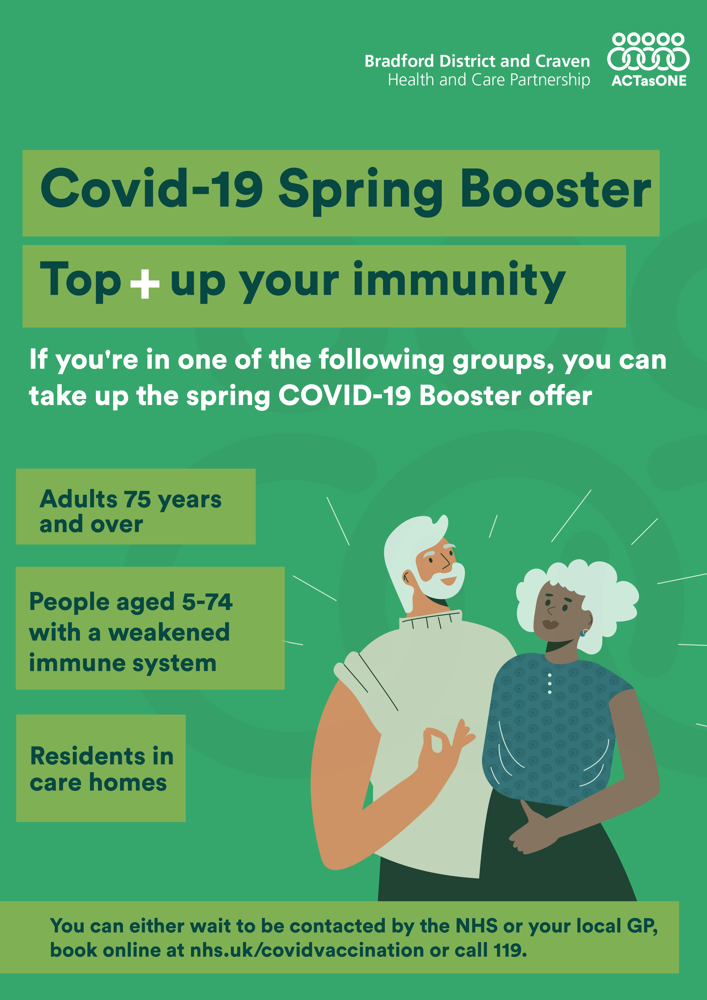 Bradford District and Craven
Health and Care Partnership
ACTasONE
Covid-19 Spring Booster
Top + up your immunity
If you're in one of the following groups, you can
take up the spring COVID-19 Booster offer
Adults 75 years
and over
People aged 5-74
with a weakened
immune system
Residents in
care homes
You can either wait to be contacted by the NHS or your local GP,
book online at nhs.uk/covidvaccination or call 119.